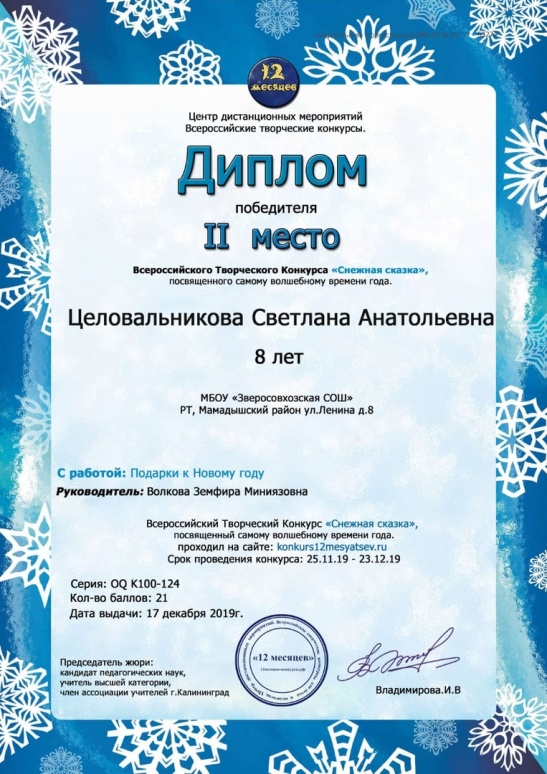 12
месяцев
Центр дистанционных мероприятий
Всероссийские творческие конкурсы.
Диплом
победителя
II место
Всероссийского Творческого Конкурса «Снежная сказка»,
посвященного самому волшебному времени года.
Целовальникова Светлана Анатольевна
8 лет
МБОУ «Зверосовхозская СОШ»
РТ, Мамадышский район ул.Ленина д.8
С работой: Подарки к Новому году
Руководитель: Волкова Земфира Миниязовна
Всероссийский Творческий Конкурс «Снежная сказка»,
посвященный самому волшебному времени года.
проходил на сайте: konkurs12mesyatsev.ru
Срок проведения конкурса: 25.11.19 - 23.12.19
Серия: OQ K100-124
Кол-во баллов: 21
Дата выдачи: 17 декабря 2019г.
Председатель жюри:
кандидат педагогических наук,
учитель высшей категории,
член ассоциации учителей г.Калининград
«12 месяцев»
Владимирова.И.В